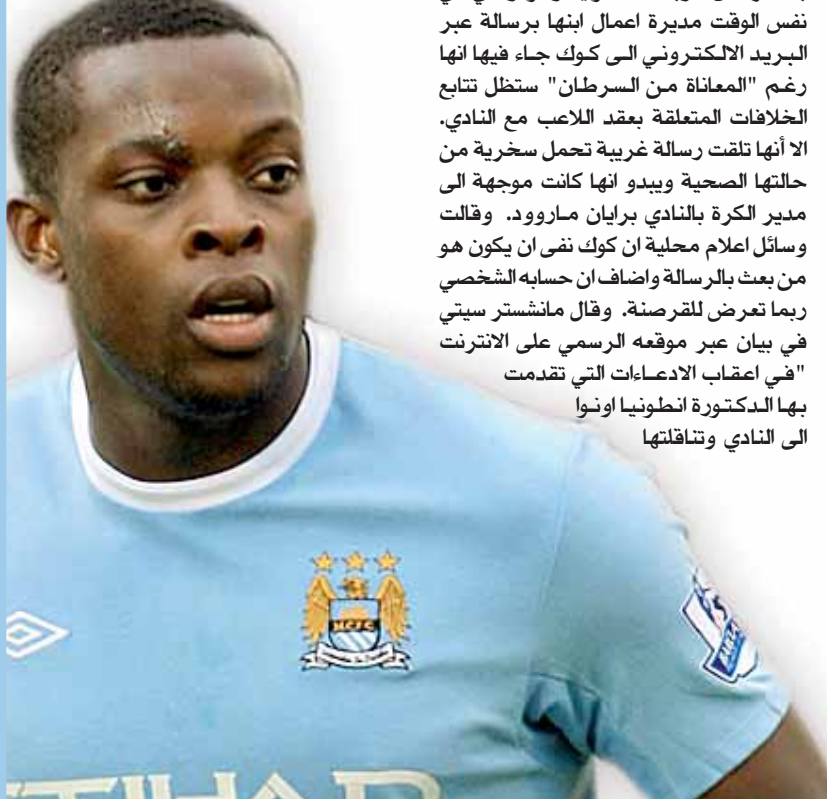 نفس الوقت مديرة اعمال ابنها برسالة عبر
البريد الالكتروني الى كوك جاء فيها انها
رغم "المعاناة من السرطان" ستظل تتابع
الخلافات المتعلقة بعقد اللاعب مع النادي.
الا أنها تلقت رسالة غريبة تحمل سخرية من
حالتها الصحية ويبدو انها كانت موجهة الى
مدير الكرة بالنادي برايان ماروود. وقالت
وسائل اعلام محلية ان كوك نفى ان يكون هو
من بعث بالرسالة واضاف ان حسابه الشخصي
ربما تعرض للقرصنة. وقال مانشستر سيتي
في بيان عبر موقعه الرسمي على الانترنت
"في اعقاب الادعاءات التي تقدمت
بها الدكتورة انطونيا اونوا
الى النادي وتناقلتها
MCFC
ETIHAD